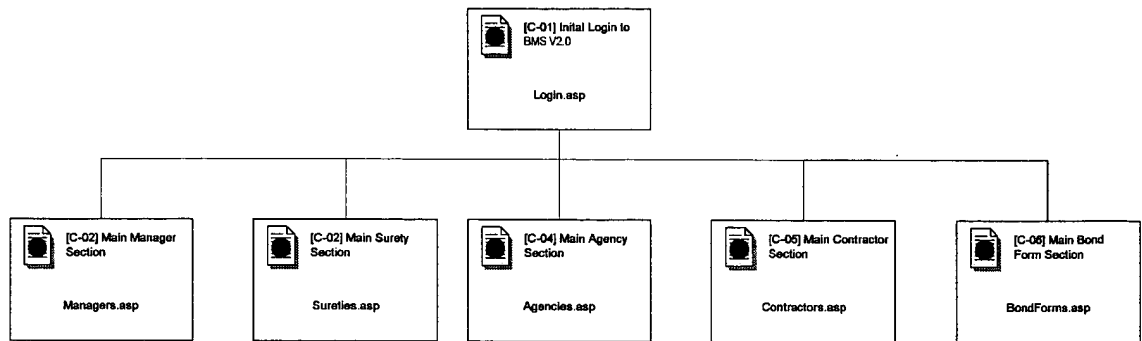 [C-01] Inital Login to
BMS V2.0
Login.asp
[C-02] Main Manager
Section
Managers.asp
[C-02] Main Surety
Section
Sureties.asp
[C-04] Main Agency
Section
Agencies.asp
[C-05] Main Contractor
Section
Contractors.asp
[C-06] Main Bond
Form Section
BondForms.asp